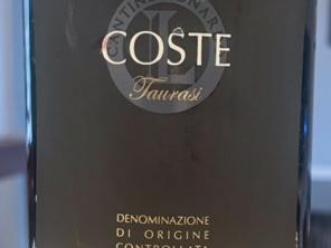 COSTE
Taurasi
DENOMINAZIONE
DI ORIGINE
CONTROLLATA